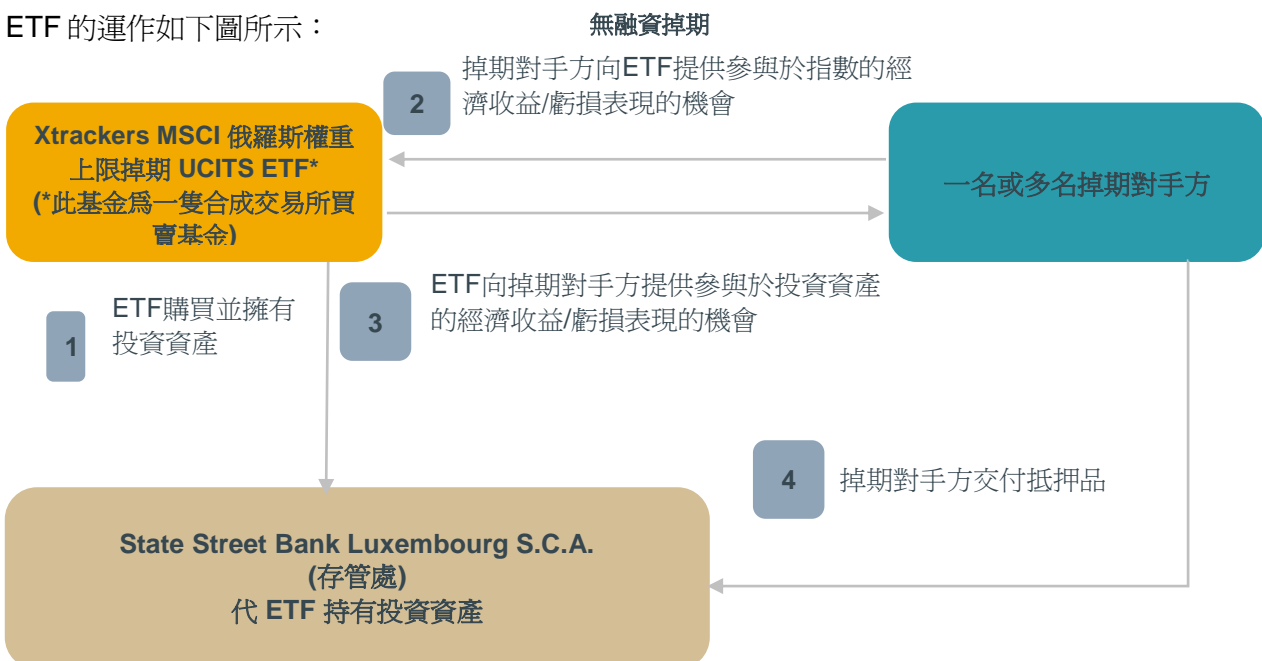 ETF 的運作如下圖所示：
無融資掉期
掉期對手方向ETF提供參與於指數的經
濟收益/虧損表現的機會
2
Xtrackers MSCI 俄羅斯權重
上限掉期 UCITS ETF*
(*此基金爲一隻合成交易所買
賣基金)
一名或多名掉期對手方
ETF購買並擁有
投資資產
1
ETF向掉期對手方提供參與於投資資產
的經濟收益/虧損表現的機會
3
4
掉期對手方交付抵押品
State Street Bank Luxembourg S.C.A.
(存管處)
代 ETF 持有投資資產